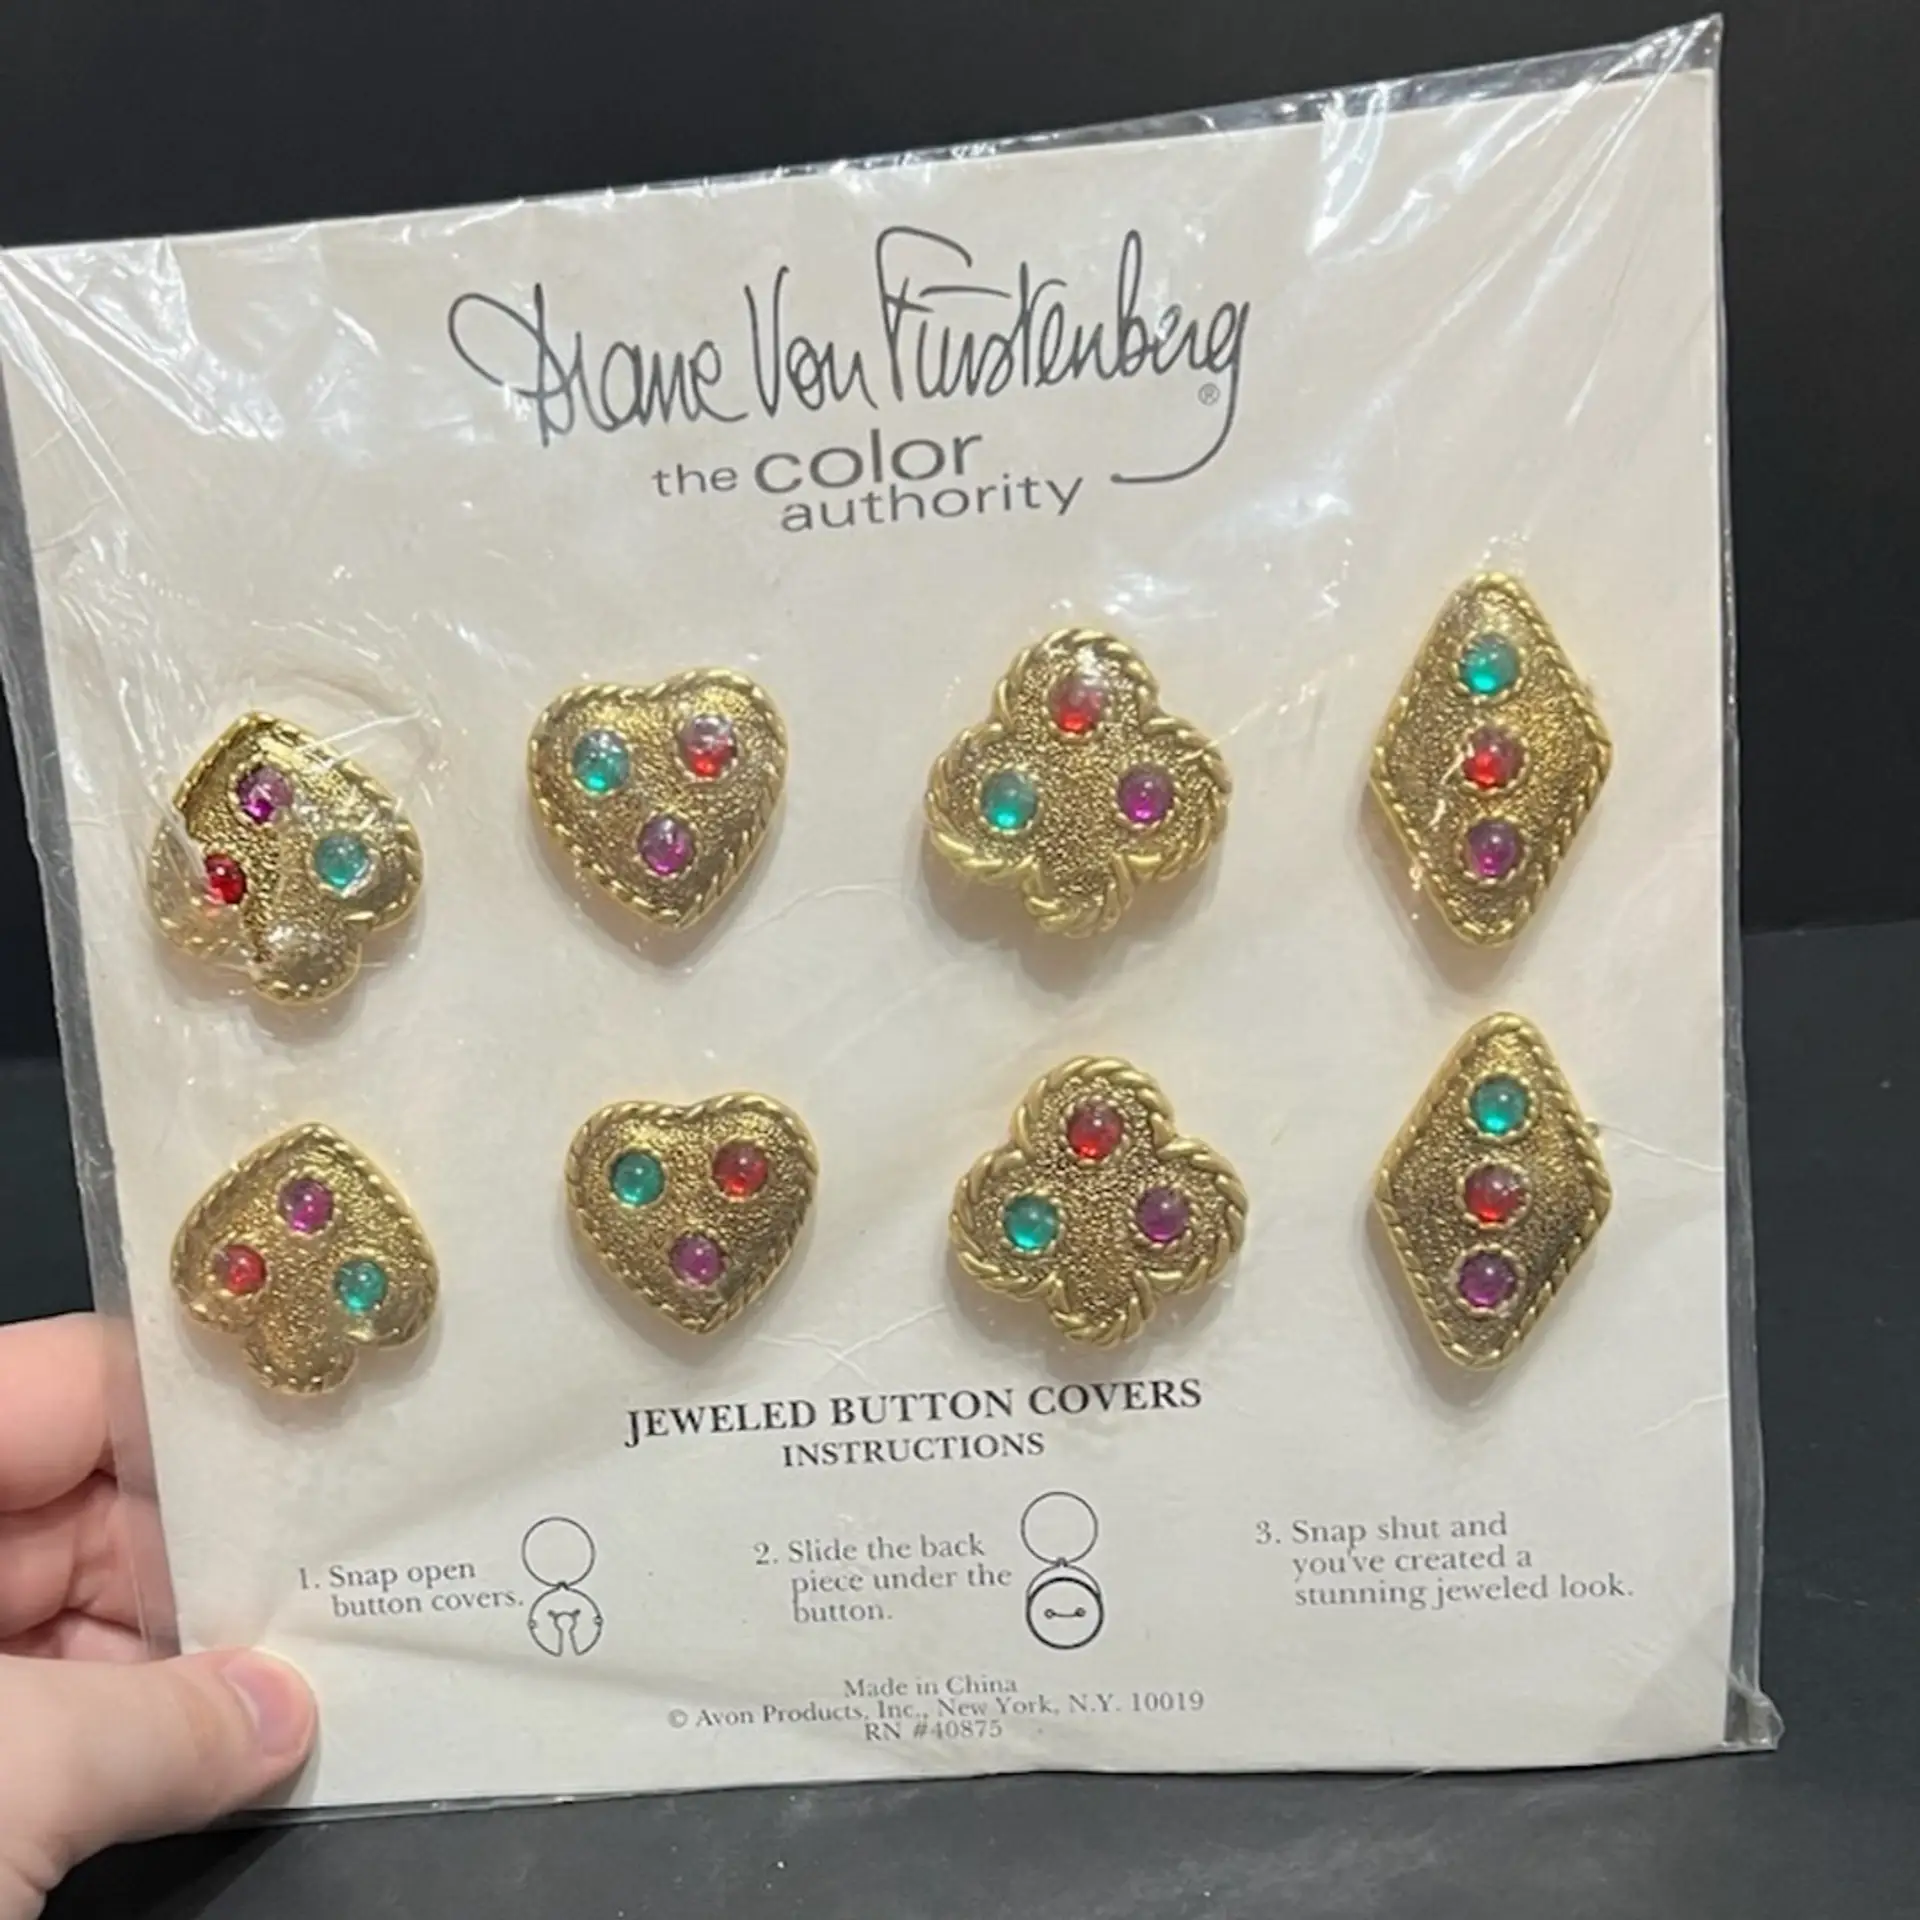 Diane Von Furstenberg®
the color
authority
JEWELED BUTTON COVERS
INSTRUCTIONS
1. Snap open
button covers.
2. Slide the back
piece under the
button.
3. Snap shut and
you've created a
stunning jeweled look.
Made in China
© Avon Products, Inc., New York, N.Y. 10019
RN #40875